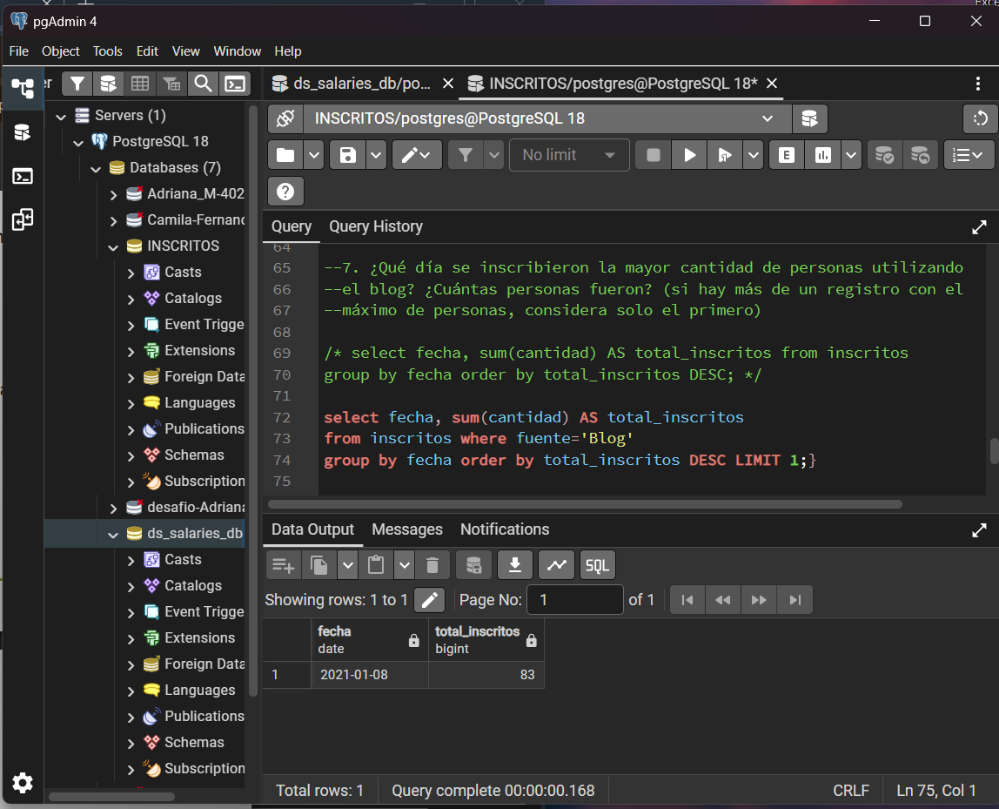 pgAdmin 4
File Object Tools Edit View Window Help
Servers (1)
PostgreSQL 18
Databases (7)
Adriana_M-402
Camila-Fernand
INSCRITOS
Casts
Catalogs
Event Trigge
Extensions
Foreign Data
Languages
Publications
Schemas
Subscription
desafio-Adriana
ds_salaries_db
Casts
Catalogs
Event Trigge
Extensions
Foreign Data
Languages
Publications
Schemas
Subscription
ds_salaries_db/po... INSCRITOS/postgres@PostgreSQL 18*
INSCRITOS/postgres@PostgreSQL 18
No limit
E
Query Query History
64
65 --7. ¿Qué día se inscribieron la mayor cantidad de personas utilizando
66 --el blog? ¿Cuántas personas fueron? (si hay más de un registro con el
67 --máximo de personas, considera solo el primero)
68
69 /* select fecha, sum(cantidad) AS total_inscritos from inscritos
70 group by fecha order by total_inscritos DESC; */
71
72 select fecha, sum(cantidad) AS total_inscritos
73 from inscritos where fuente='Blog'
74 group by fecha order by total_inscritos DESC LIMIT 1;}
75
Data Output Messages Notifications
SQL
Showing rows: 1 to 1 Page No: 1 of 1
fecha total_inscritos
date bigint
1 2021-01-08 83
Total rows: 1 Query complete 00:00:00.168 CRLF Ln 75, Col 1